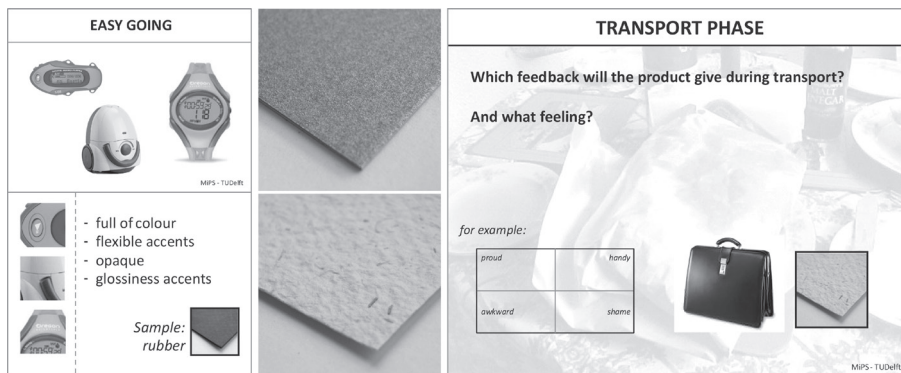 EASY GOING
MiPS - TUDelft
- full of colour
- flexible accents
- opaque
- glossiness accents
Sample:
rubber
TRANSPORT PHASE
Which feedback will the product give during transport?
And what feeling?
for example:
proud
handy
awkward
shame
MiPS - TUDelft